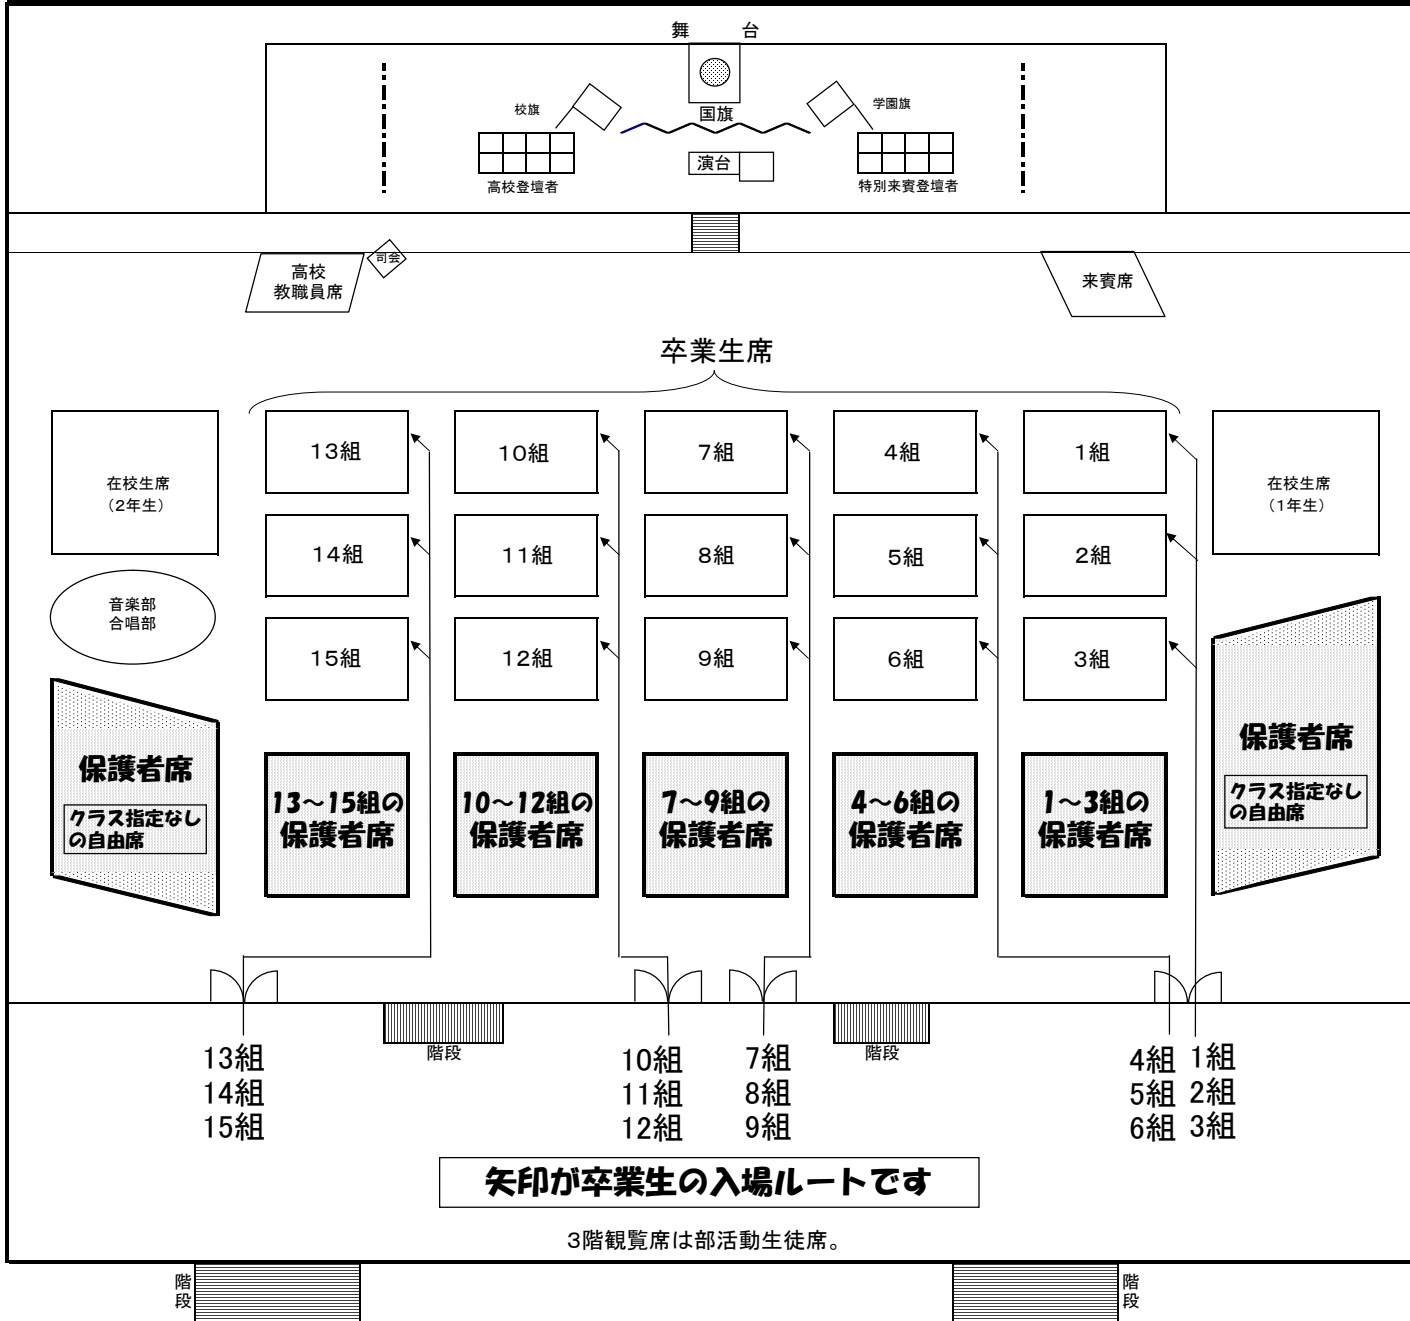 舞 台
国旗
校旗
学園旗
演台
高校登壇者
特別来賓登壇者
司会
高校
教職員席
来賓席
卒業生席
13組
10組
7組
4組
1組
在校生席
（2年生）
在校生席
（1年生）
14組
11組
8組
5組
2組
音楽部
合唱部
15組
12組
9組
6組
3組
保護者席
クラス指定なし
の自由席
13～15組の
保護者席
10～12組の
保護者席
7～9組の
保護者席
4～6組の
保護者席
1～3組の
保護者席
保護者席
クラス指定なし
の自由席
階段
階段
13組
14組
15組
10組
11組
12組
7組
8組
9組
4組
5組
6組
1組
2組
3組
矢印が卒業生の入場ルートです
3階観覧席は部活動生徒席。
階段
階段